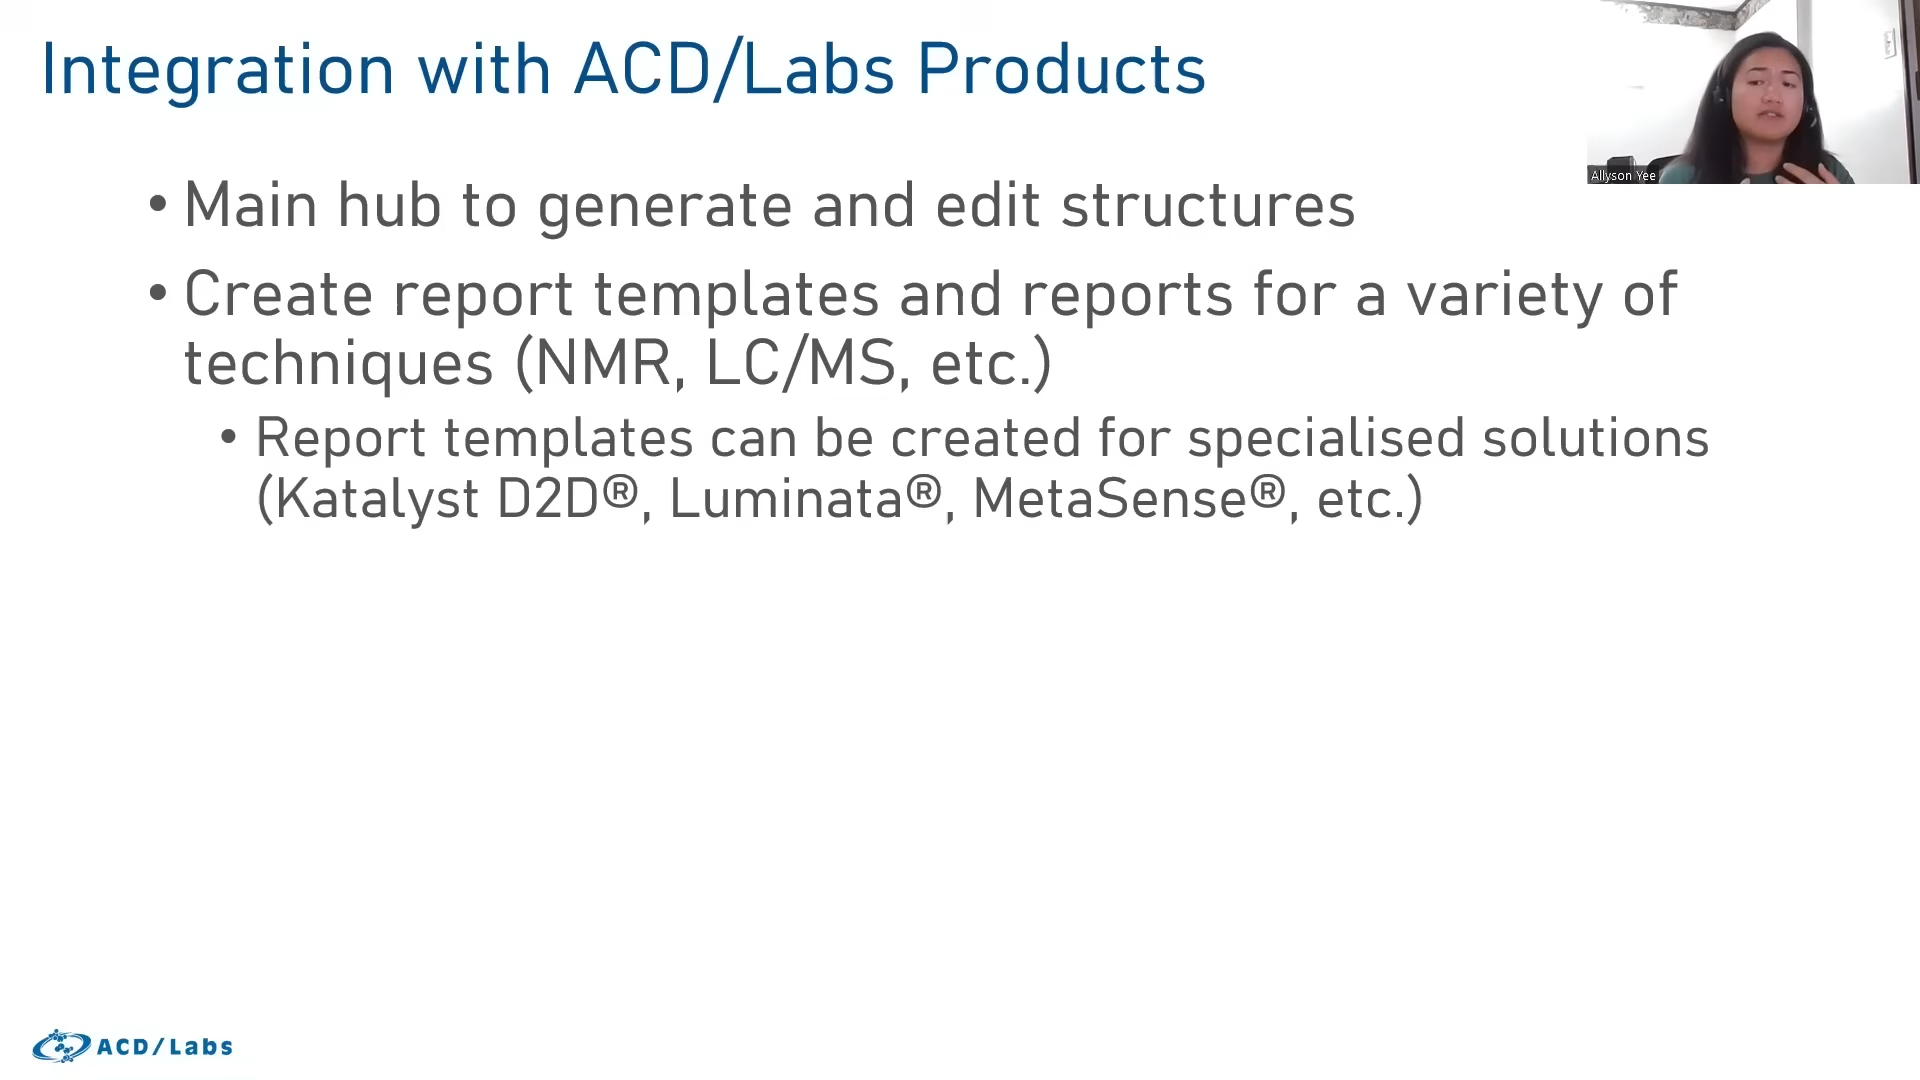 Integration with ACD/Labs Products
Allyson Yee
• Main hub to generate and edit structures
• Create report templates and reports for a variety of
techniques (NMR, LC/MS, etc.)
• Report templates can be created for specialised solutions
(Katalyst D2D®, Luminata®, MetaSense®, etc.)
ACD/Labs